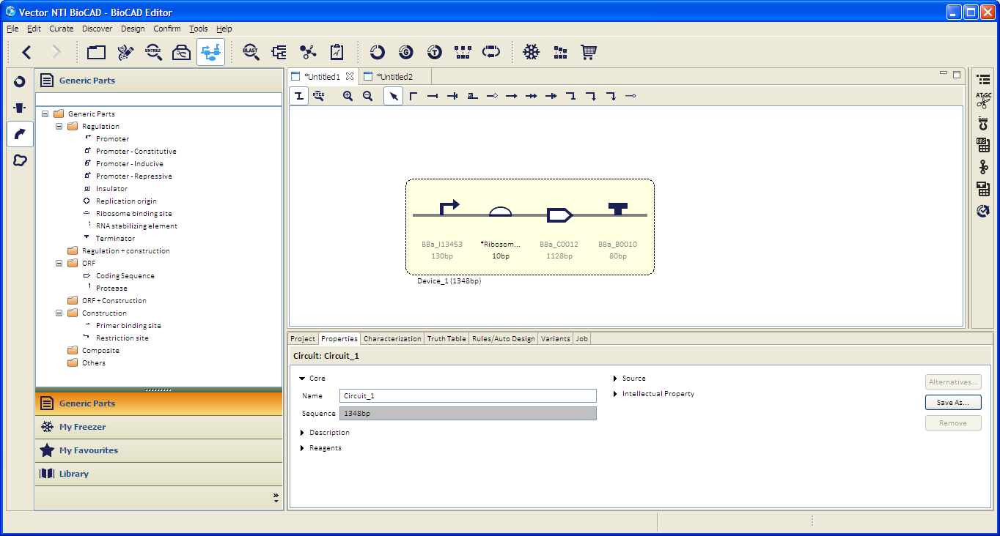 Vector NTI BioCAD - BioCAD Editor
File Edit Curate Discover Design Confirm Tools Help
ENTREZ
BLAST
G
T
Generic Parts
Generic Parts
Regulation
Promoter
Promoter - Constitutive
Promoter - Inducive
Promoter - Repressive
Insulator
Replication origin
Ribosome binding site
RNA stabilizing element
Terminator
Regulation + construction
ORF
Coding Sequence
Protease
ORF + Construction
Construction
Primer binding site
Restriction site
Composite
Others
Generic Parts
My Freezer
My Favourites
Library
*Untitled1 *Untitled2
ATCG
BBa_I13453 *Ribosom... BBa_C0012 BBa_B0010
130bp 10bp 1128bp 80bp
Device_1 (1348bp)
AT:GC
RBS
Project Properties Characterization Truth Table Rules/Auto Design Variants Job
Circuit: Circuit_1
Core
Name Circuit_1
Sequence 1348bp
Description
Reagents
Source
Intellectual Property
Alternatives...
Save As...
Remove